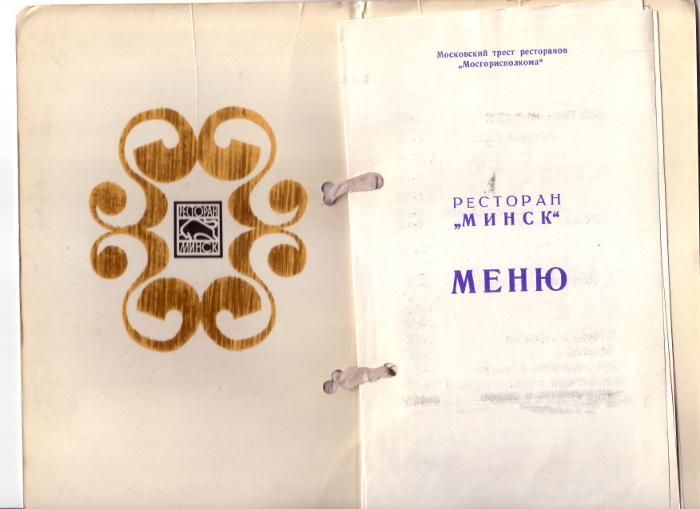 РЕСТОРАН
МИНСК
Московский трест ресторанов
„Мосгорисполкома“
РЕСТОРАН
„МИНСК“
МЕНЮ